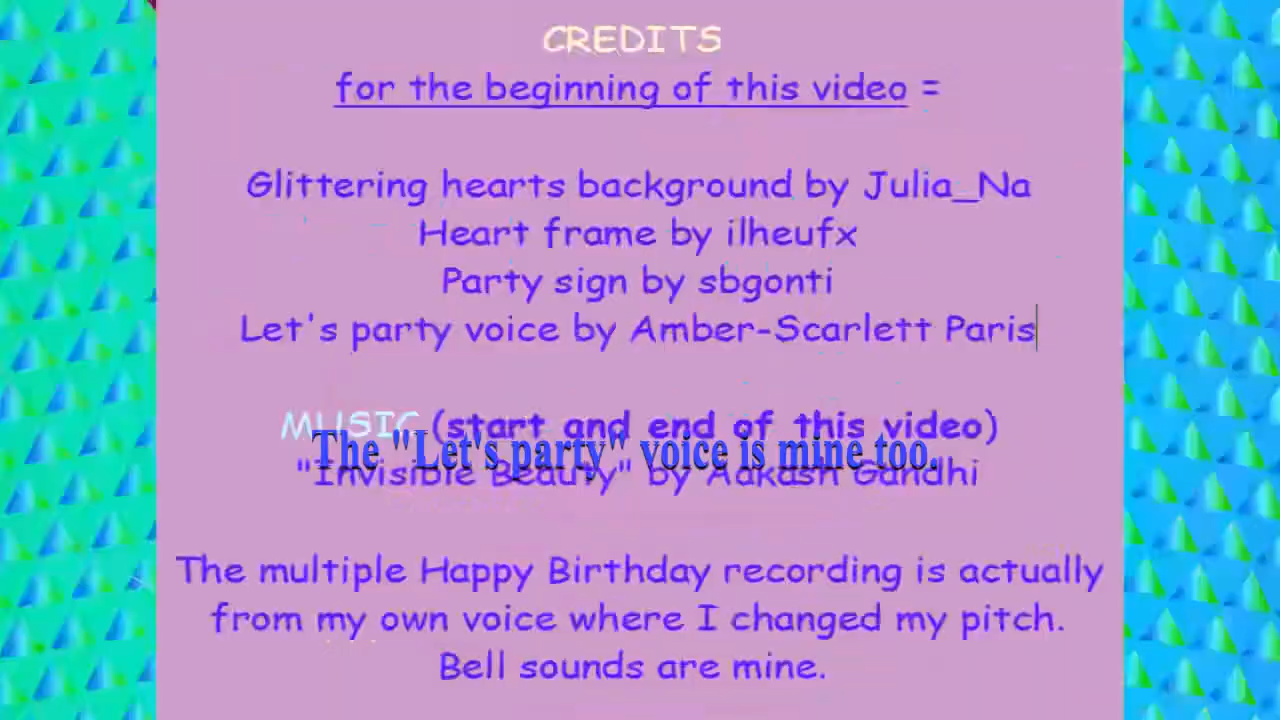 CREDITS
for the beginning of this video =
Glittering hearts background by Julia_Na
Heart frame by ilheufx
Party sign by sbgonti
Let's party voice by Amber-Scarlett Paris
MUSIC (start and end of this video)
The "Let's party" voice is mine too.
"Invisible Beauty" by Aakash Gandhi
The multiple Happy Birthday recording is actually
from my own voice where I changed my pitch.
Bell sounds are mine.